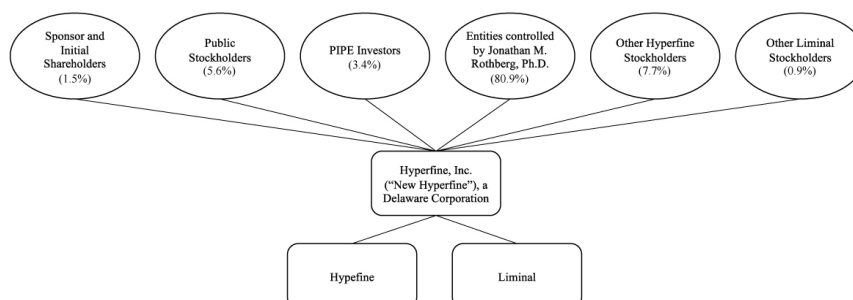 Sponsor and
Initial
Shareholders
(1.5%)
Public
Stockholders
(5.6%)
PIPE Investors
(3.4%)
Entities controlled
by Jonathan M.
Rothberg, Ph.D.
(80.9%)
Other Hyperfine
Stockholders
(7.7%)
Other Liminal
Stockholders
(0.9%)
Hyperfine, Inc.
(“New Hyperfine”), a
Delaware Corporation
Hypefine
Liminal